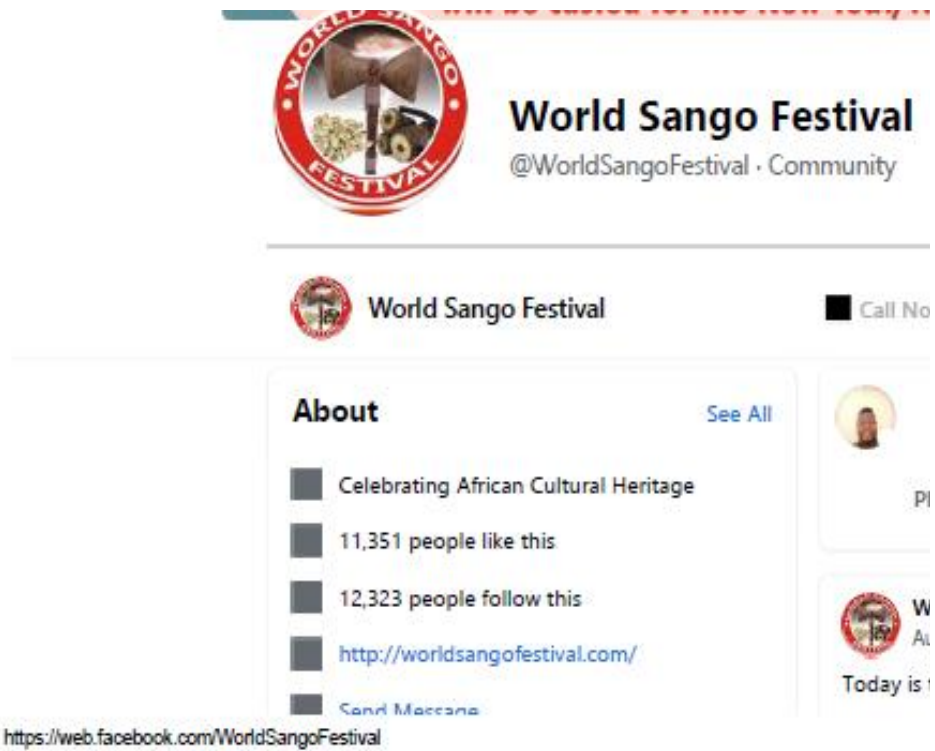 WORLD SANGO
FESTIVAL
World Sango Festival
@WorldSangoFestival · Community
World Sango Festival
Call No
About
See All
Celebrating African Cultural Heritage
11,351 people like this
12,323 people follow this
http://worldsangofestival.com/
Send Message
Today is
https://web.facebook.com/WorldSangoFestival